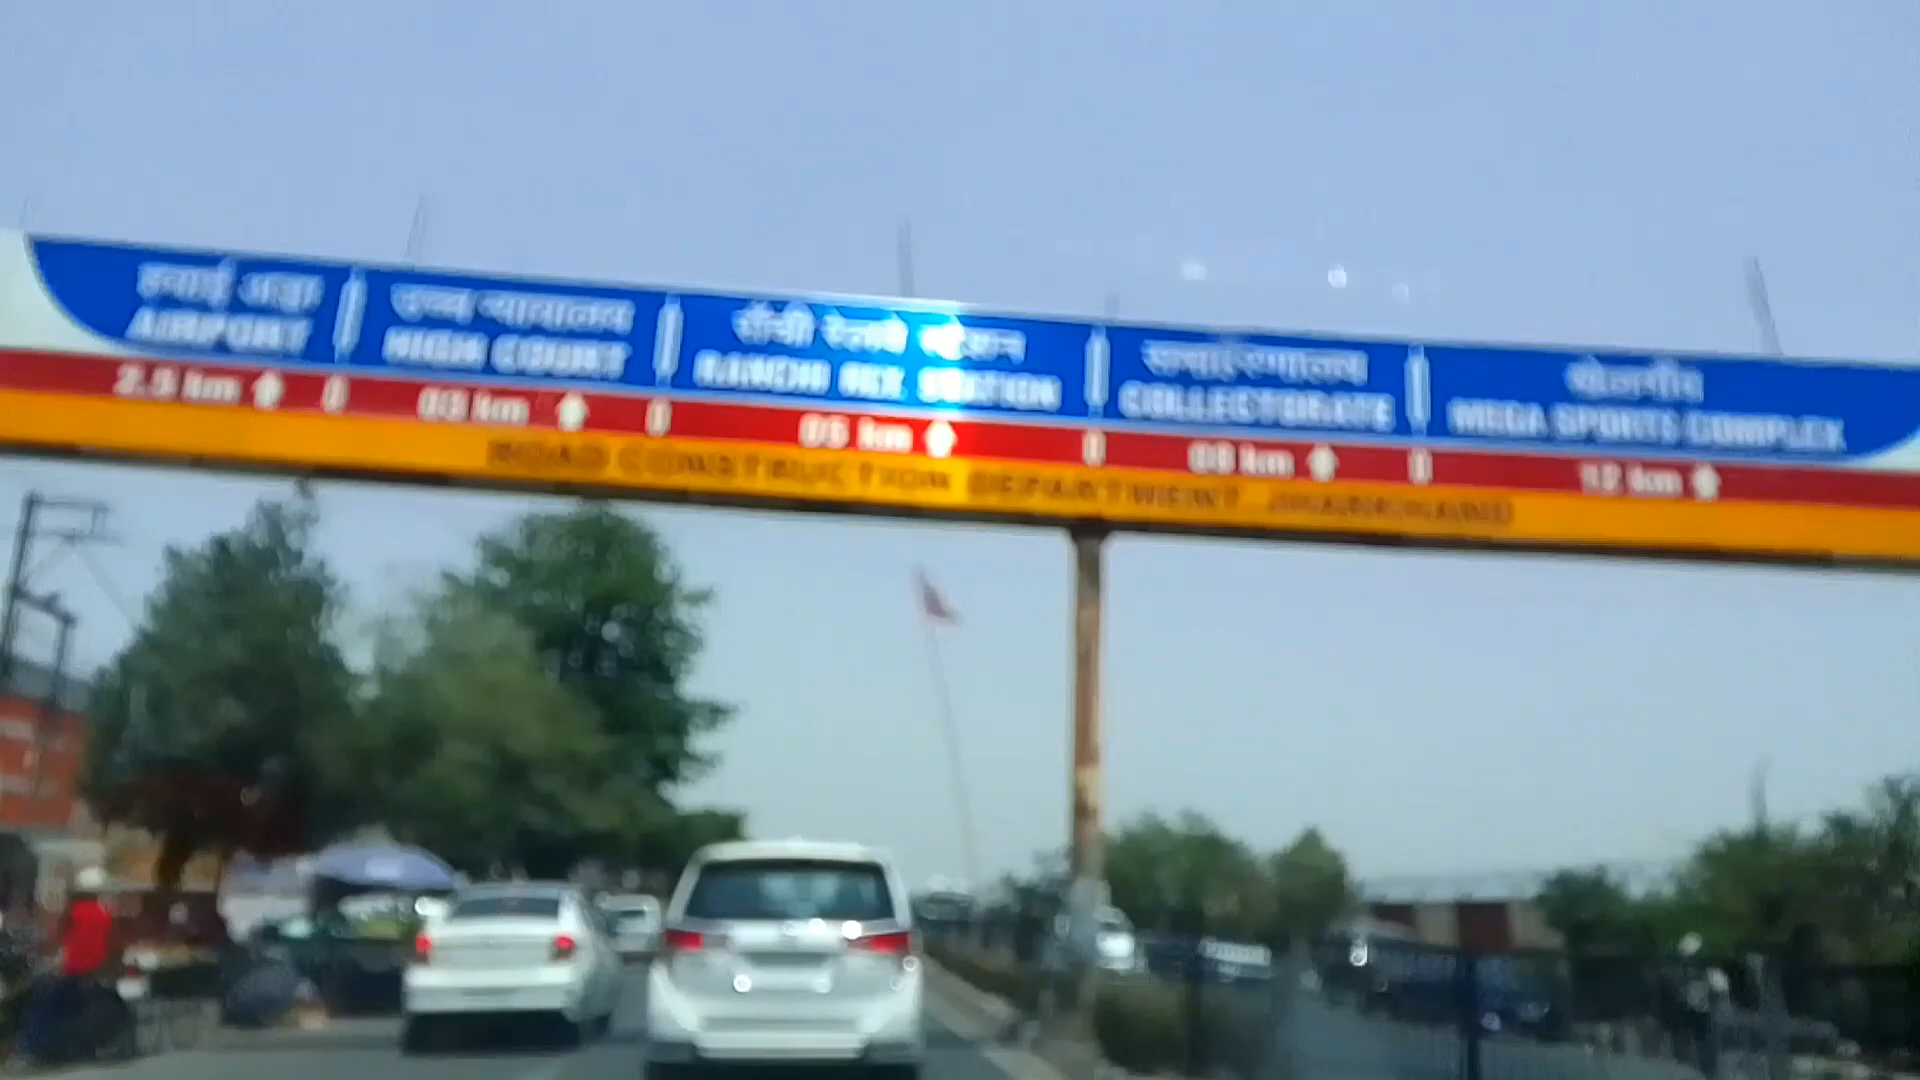 हवाई अड्डा
AIRPORT
2.5 km
उच्च न्यायालय
HIGH COURT
03 km
राँची रेलवे स्टेशन
RANCHI RLY. STATION
05 km
समाहरणालय
COLLECTORATE
08 km
खेलगाँव
MEGA SPORTS COMPLEX
12 km
ROAD CONSTRUCTION DEPARTMENT, JHARKHAND